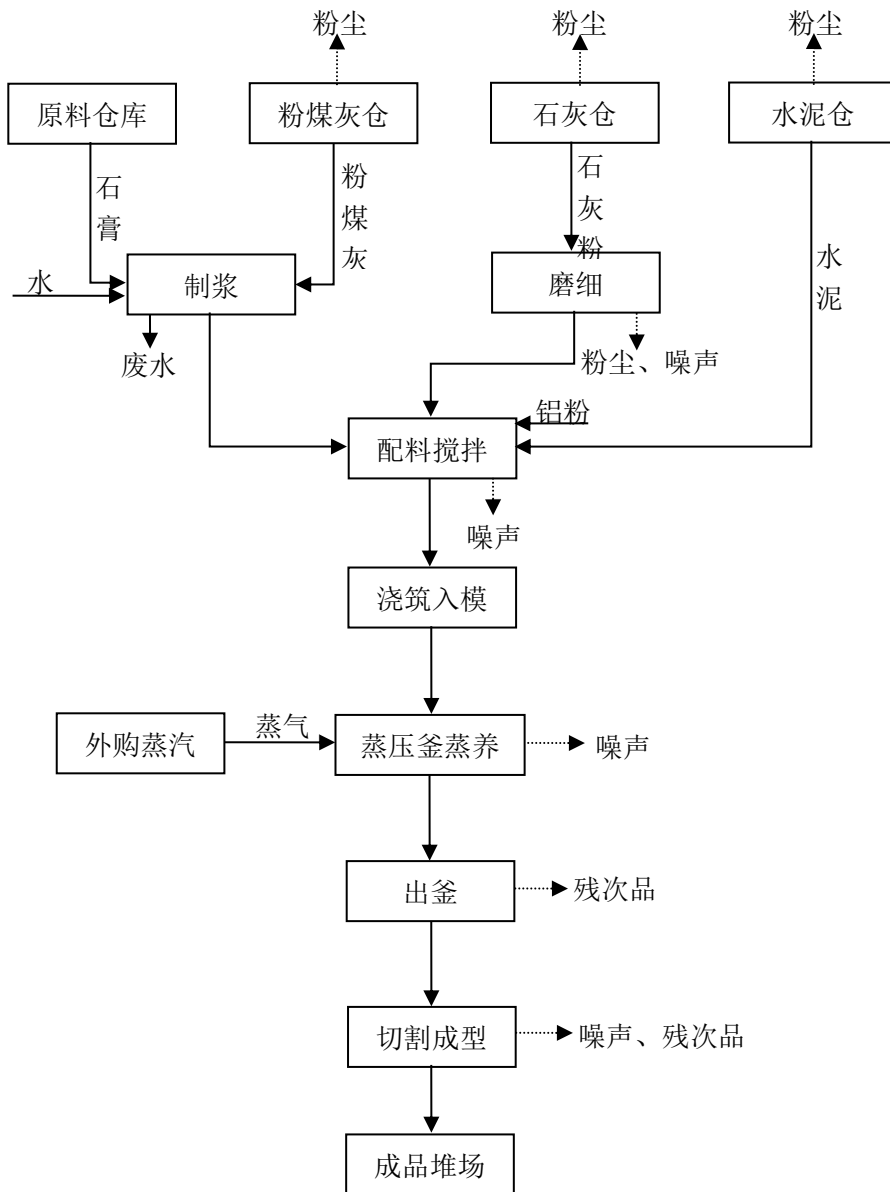 粉尘
粉尘
粉尘
原料仓库
粉煤灰仓
石灰仓
水泥仓
石膏
粉煤灰
石灰粉
水泥
水
制浆
磨细
废水
粉尘、噪声
铝粉
配料搅拌
噪声
浇筑入模
外购蒸汽
蒸气
蒸压釜蒸养
噪声
出釜
残次品
切割成型
噪声、残次品
成品堆场